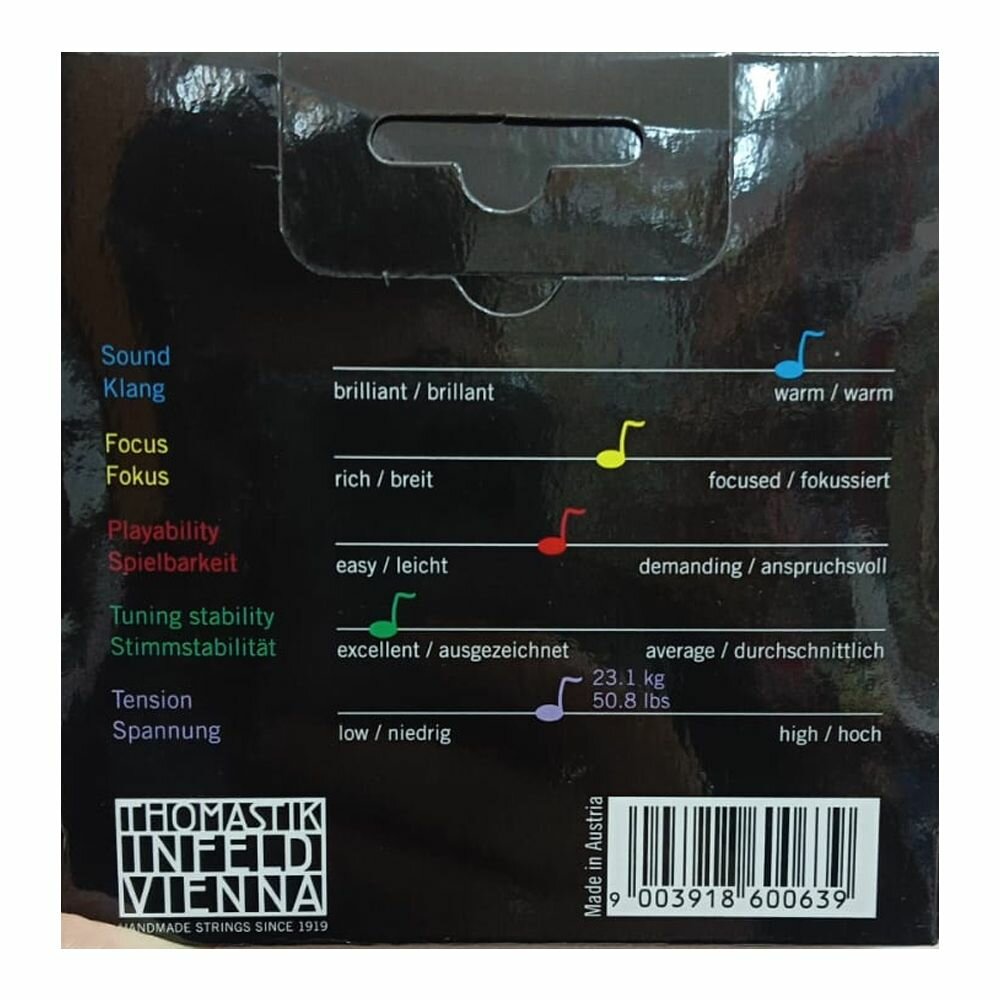 Sound
Klang
brilliant / brillant
warm / warm
Focus
Fokus
rich / breit
focused / fokussiert
Playability
Spielbarkeit
easy / leicht
demanding / anspruchsvoll
Tuning stability
Stimmstabilität
excellent / ausgezeichnet
average / durchschnittlich
Tension
Spannung
23.1 kg
50.8 lbs
low / niedrig
high / hoch
THOMASTIK
INFELD
VIENNA
HANDMADE STRINGS SINCE 1919
Made in Austria
9 003918 600639